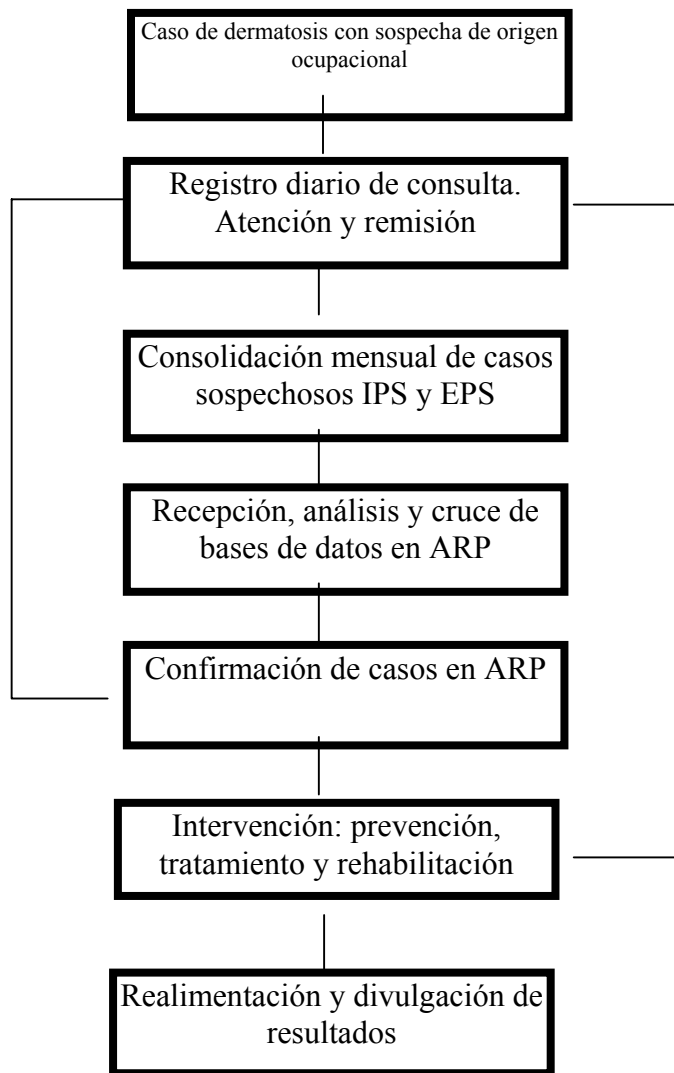 Caso de dermatosis con sospecha de origen
ocupacional
Registro diario de consulta.
Atención y remisión
Consolidación mensual de casos
sospechosos IPS y EPS
Recepción, análisis y cruce de
bases de datos en ARP
Confirmación de casos en ARP
Intervención: prevención,
tratamiento y rehabilitación
Realimentación y divulgación de
resultados